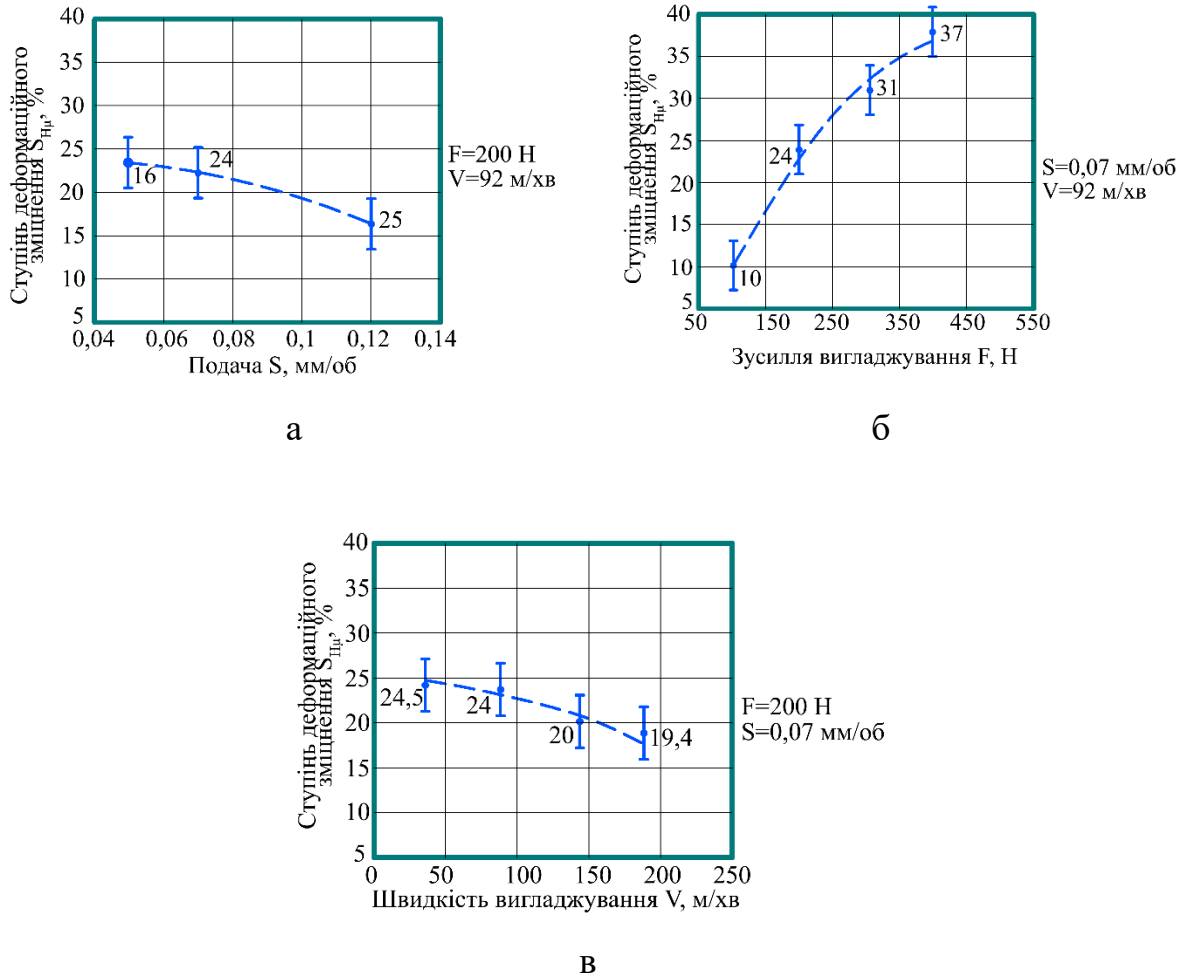 Ступінь деформаційного
зміцнення S_Hμ, %
40
35
30
25
20
15
10
5
16
24
25
F=200 Н
V=92 м/хв
0,04 0,06 0,08 0,1 0,12 0,14
Подача S, мм/об
а
Ступінь деформаційного
зміцнення S_Hμ, %
40
35
30
25
20
15
10
5
37
31
24
10
S=0,07 мм/об
V=92 м/хв
50 150 250 350 450 550
Зусилля вигладжування F, Н
б
Ступінь деформаційного
зміцнення S_Hμ, %
40
35
30
25
20
15
10
5
24,5
24
20
19,4
F=200 Н
S=0,07 мм/об
0 50 100 150 200 250
Швидкість вигладжування V, м/хв
в